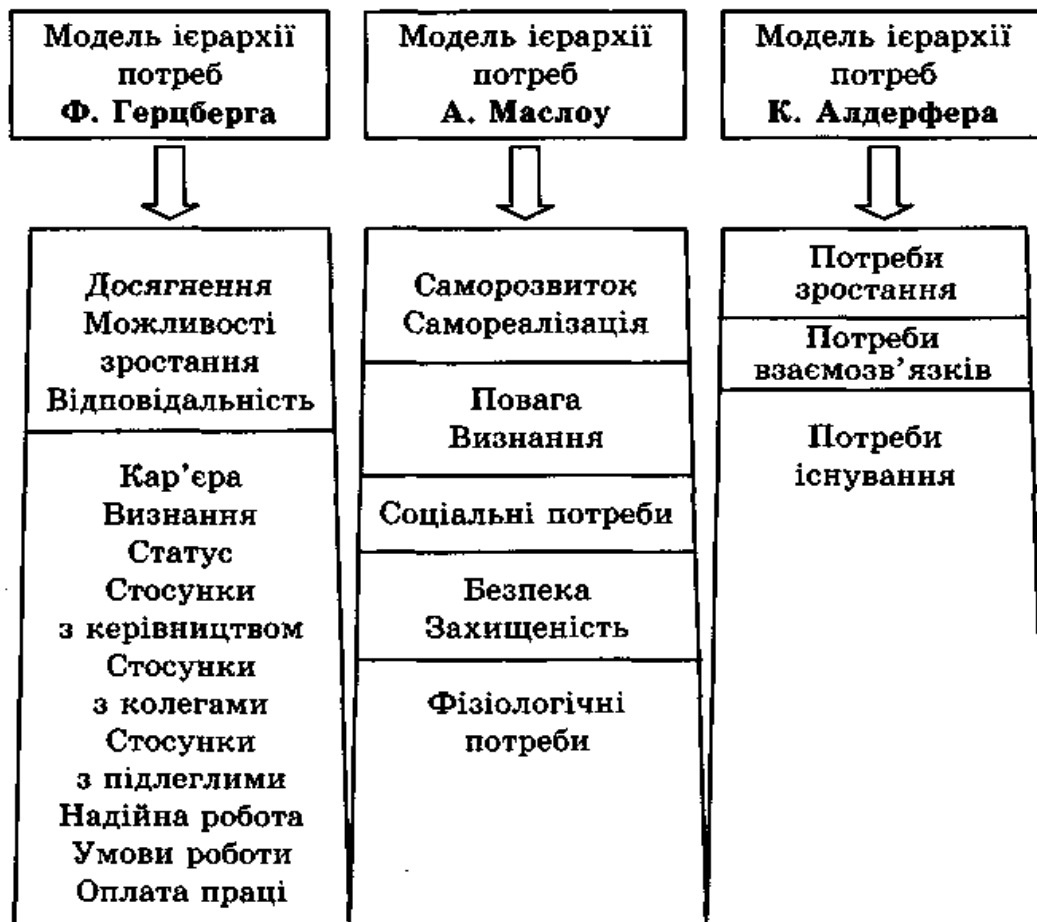 Модель ієрархії
потреб
Ф. Герцберга
Модель ієрархії
потреб
А. Маслоу
Модель ієрархії
потреб
К. Алдерфера
Досягнення
Можливості
зростання
Відповідальність
Кар’єра
Визнання
Статус
Стосунки
з керівництвом
Стосунки
з колегами
Стосунки
з підлеглими
Надійна робота
Умови роботи
Оплата праці
Саморозвиток
Самореалізація
Повага
Визнання
Соціальні потреби
Безпека
Захищеність
Фізіологічні
потреби
Потреби
зростання
Потреби
взаємозв'язків
Потреби
існування